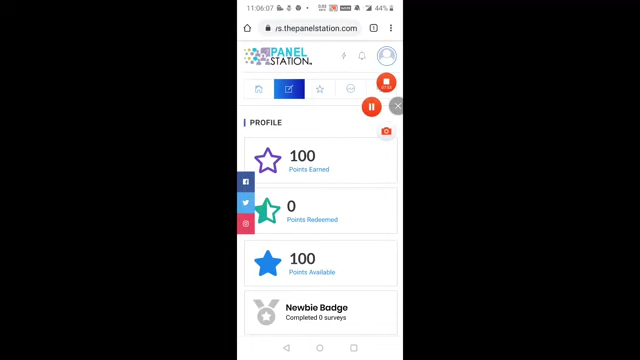 11:06:07
44%
/s.thepanelstation.com
PANEL
STATION
PROFILE
100
Points Earned
0
Points Redeemed
100
Points Available
Newbie Badge
Completed 0 surveys